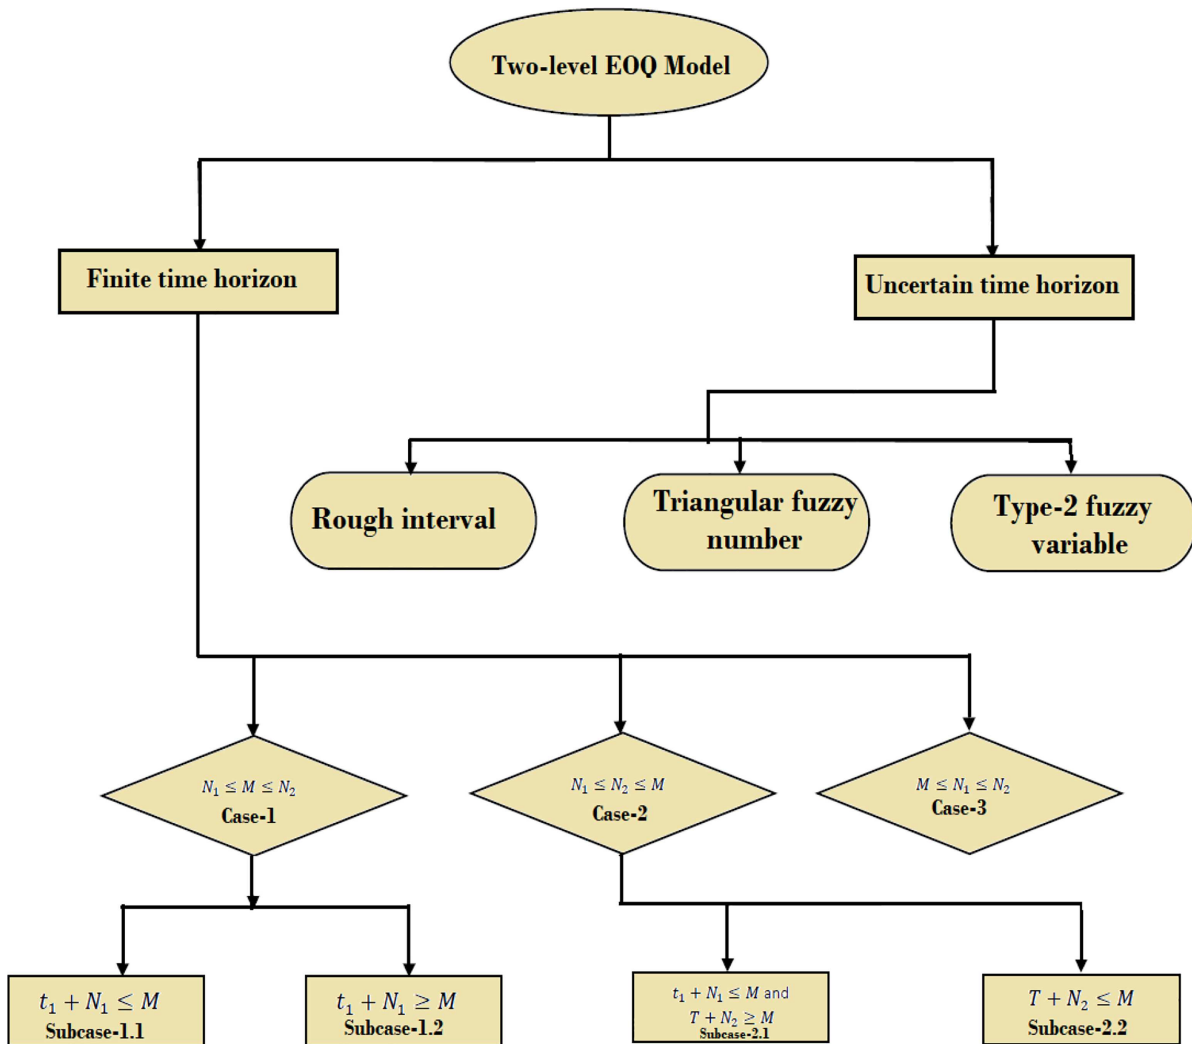 Two-level EOQ Model
Finite time horizon
Uncertain time horizon
Rough interval
Triangular fuzzy
number
Type-2 fuzzy
variable
N₁ ≤ M ≤ N₂
Case-1
N₁ ≤ N₂ ≤ M
Case-2
M ≤ N₁ ≤ N₂
Case-3
t₁ + N₁ ≤ M
Subcase-1.1
t₁ + N₁ ≥ M
Subcase-1.2
t₁ + N₁ ≤ M and
T + N₂ ≥ M
Subcase-2.1
T + N₂ ≤ M
Subcase-2.2